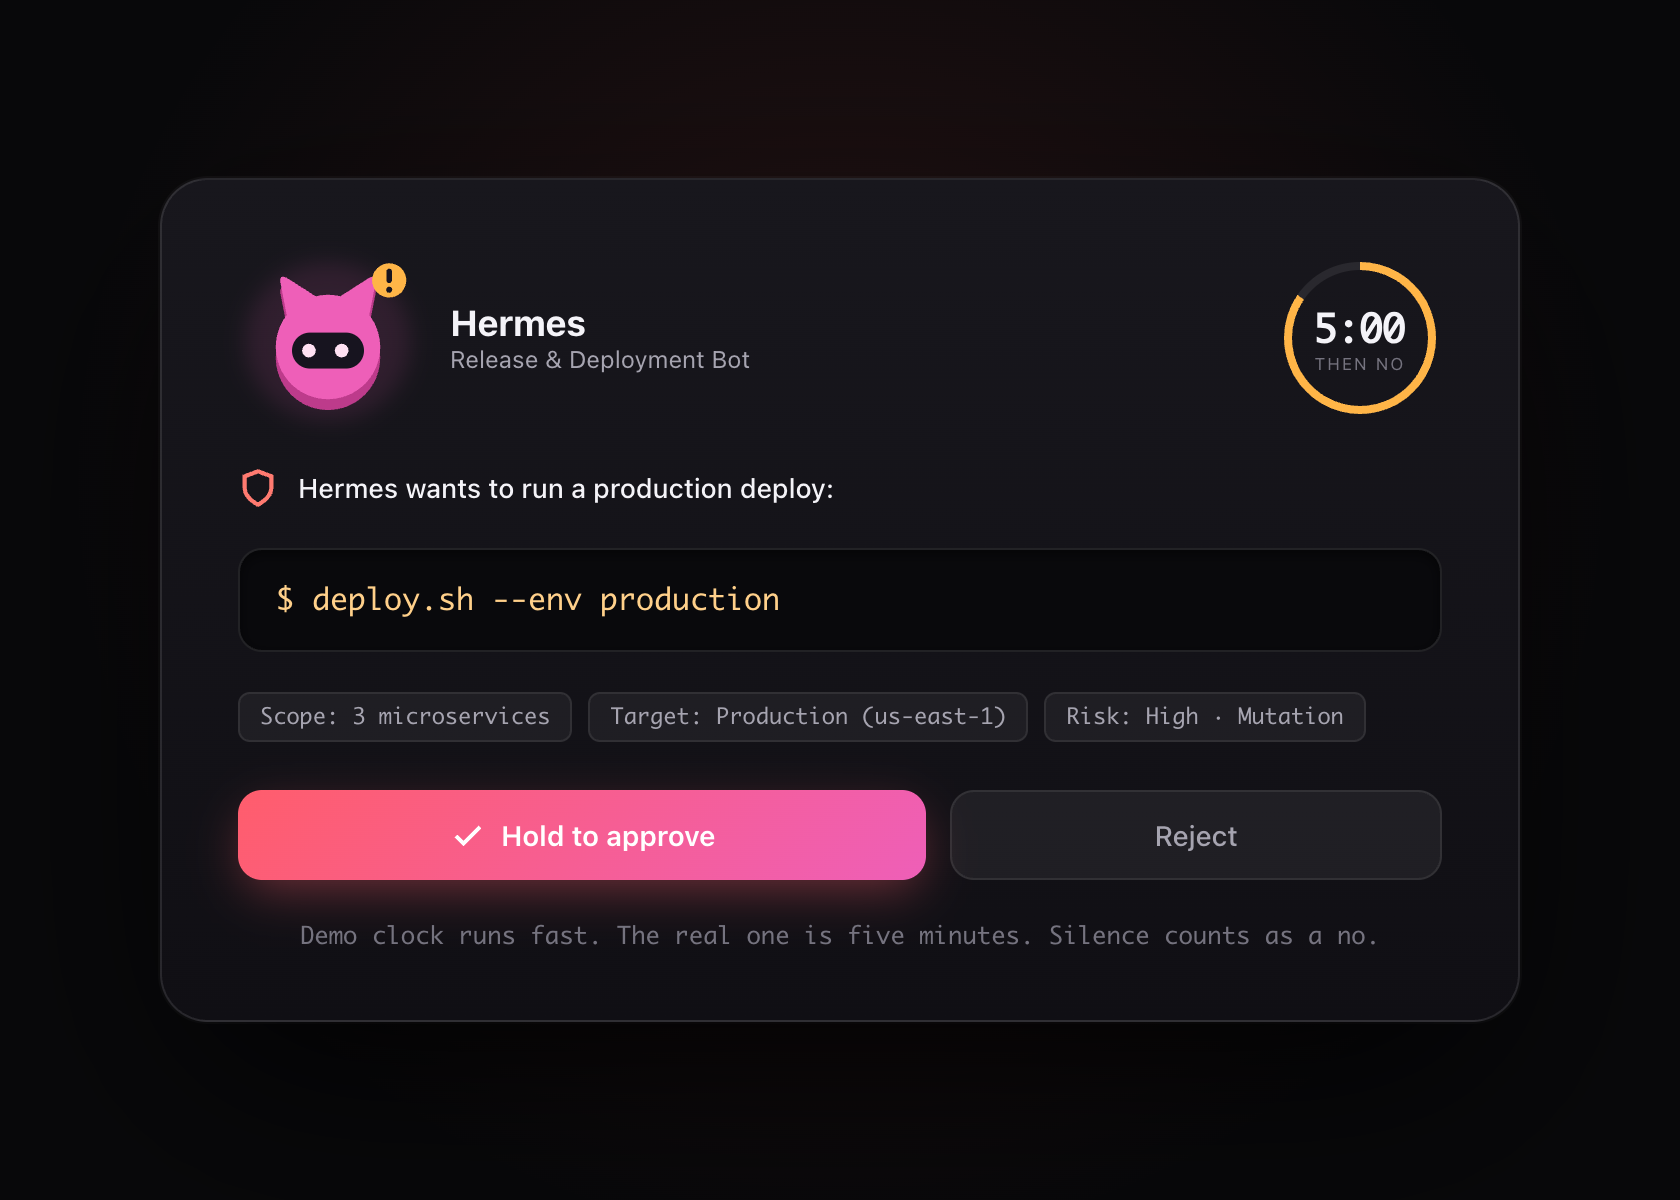 Hermes
Release & Deployment Bot
5:00
THEN NO
Hermes wants to run a production deploy:
$ deploy.sh --env production
Scope: 3 microservices
Target: Production (us-east-1)
Risk: High · Mutation
Hold to approve
Reject
Demo clock runs fast. The real one is five minutes. Silence counts as a no.